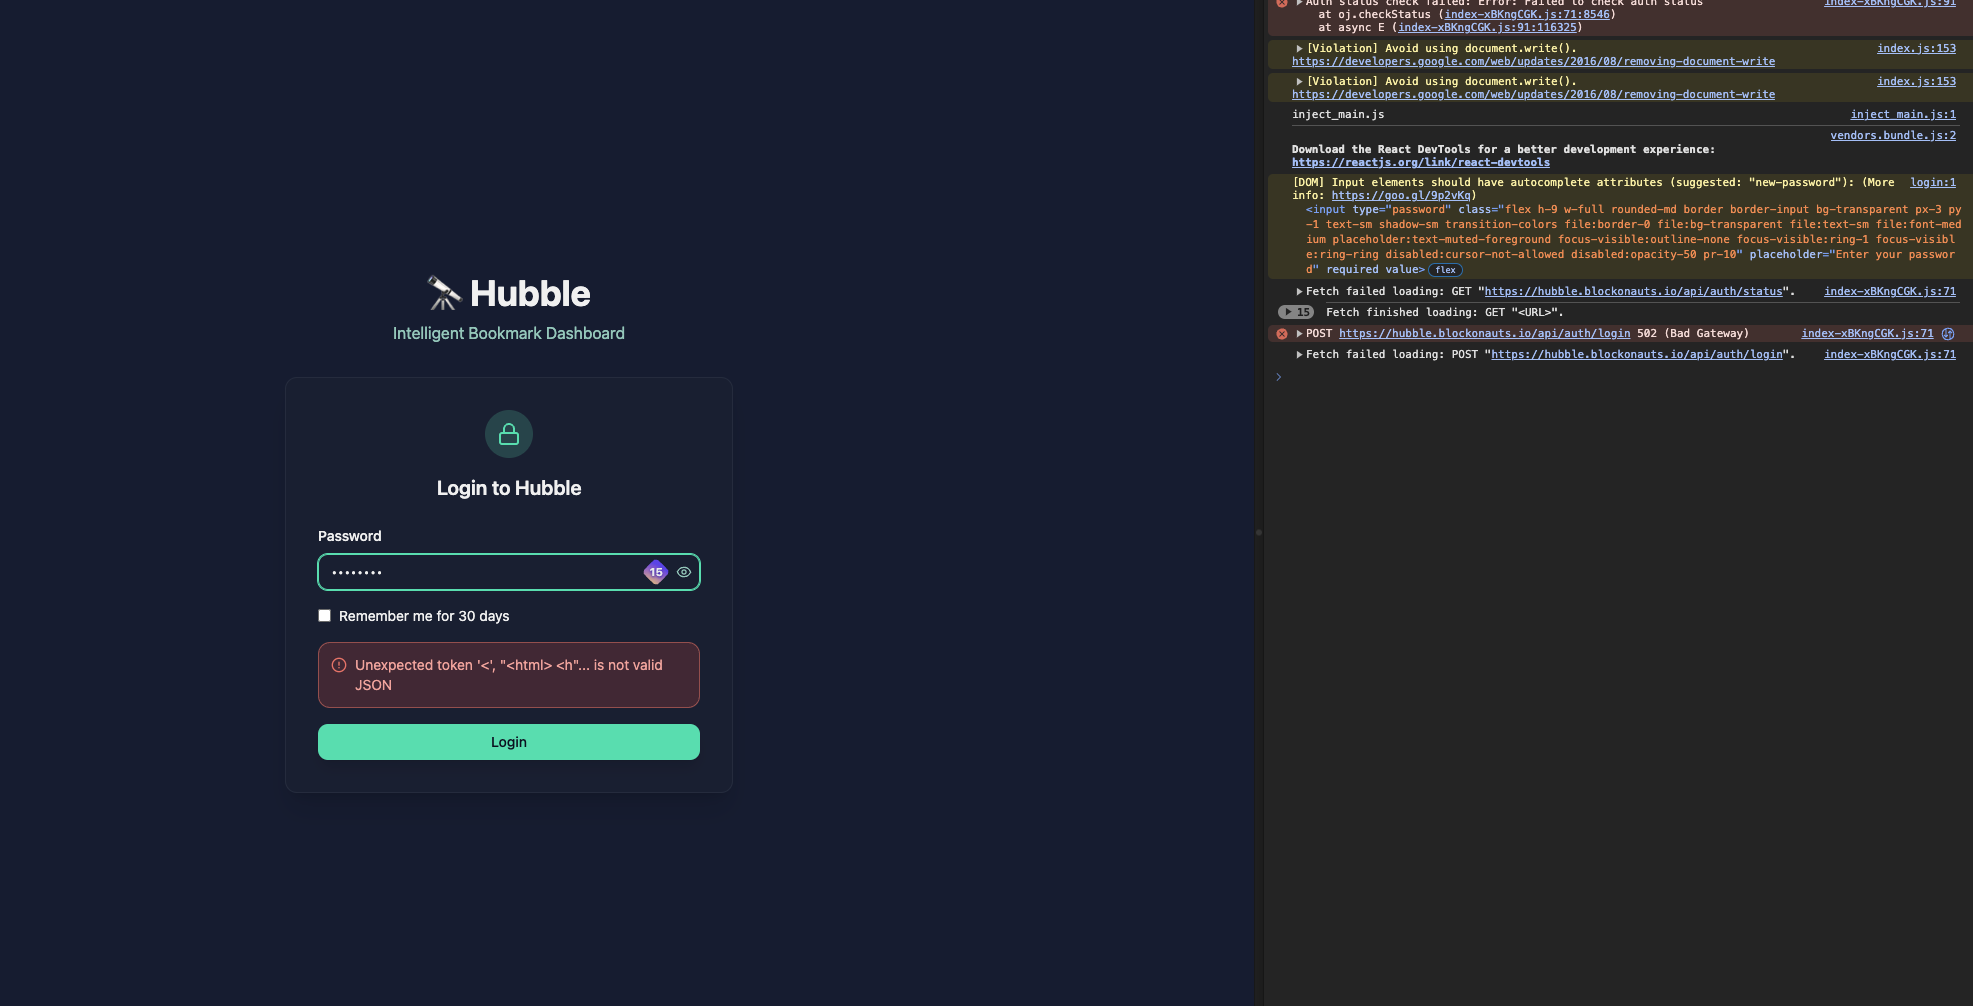 Hubble
Intelligent Bookmark Dashboard
Login to Hubble
Password
••••••••
15
Remember me for 30 days
Unexpected token '<', "<html> <h"... is not valid
JSON
Login
Auth status check failed: Error: Failed to check auth status index-xBKngCGK.js:91
at oj.checkStatus (index-xBKngCGK.js:71:8546)
at async E (index-xBKngCGK.js:91:116325)
[Violation] Avoid using document.write(). index.js:153
https://developers.google.com/web/updates/2016/08/removing-document-write
[Violation] Avoid using document.write(). index.js:153
https://developers.google.com/web/updates/2016/08/removing-document-write
inject_main.js inject_main.js:1
vendors.bundle.js:2
Download the React DevTools for a better development experience:
https://reactjs.org/link/react-devtools
[DOM] Input elements should have autocomplete attributes (suggested: "new-password"): (More login:1
info: https://goo.gl/9p2vKq)
<input type="password" class="flex h-9 w-full rounded-md border border-input bg-transparent px-3 py
-1 text-sm shadow-sm transition-colors file:border-0 file:bg-transparent file:text-sm file:font-med
ium placeholder:text-muted-foreground focus-visible:outline-none focus-visible:ring-1 focus-visibl
e:ring-ring disabled:cursor-not-allowed disabled:opacity-50 pr-10" placeholder="Enter your passwor
d" required value> flex
Fetch failed loading: GET "https://hubble.blockonauts.io/api/auth/status". index-xBKngCGK.js:71
15 Fetch finished loading: GET "<URL>".
POST https://hubble.blockonauts.io/api/auth/login 502 (Bad Gateway) index-xBKngCGK.js:71
Fetch failed loading: POST "https://hubble.blockonauts.io/api/auth/login". index-xBKngCGK.js:71